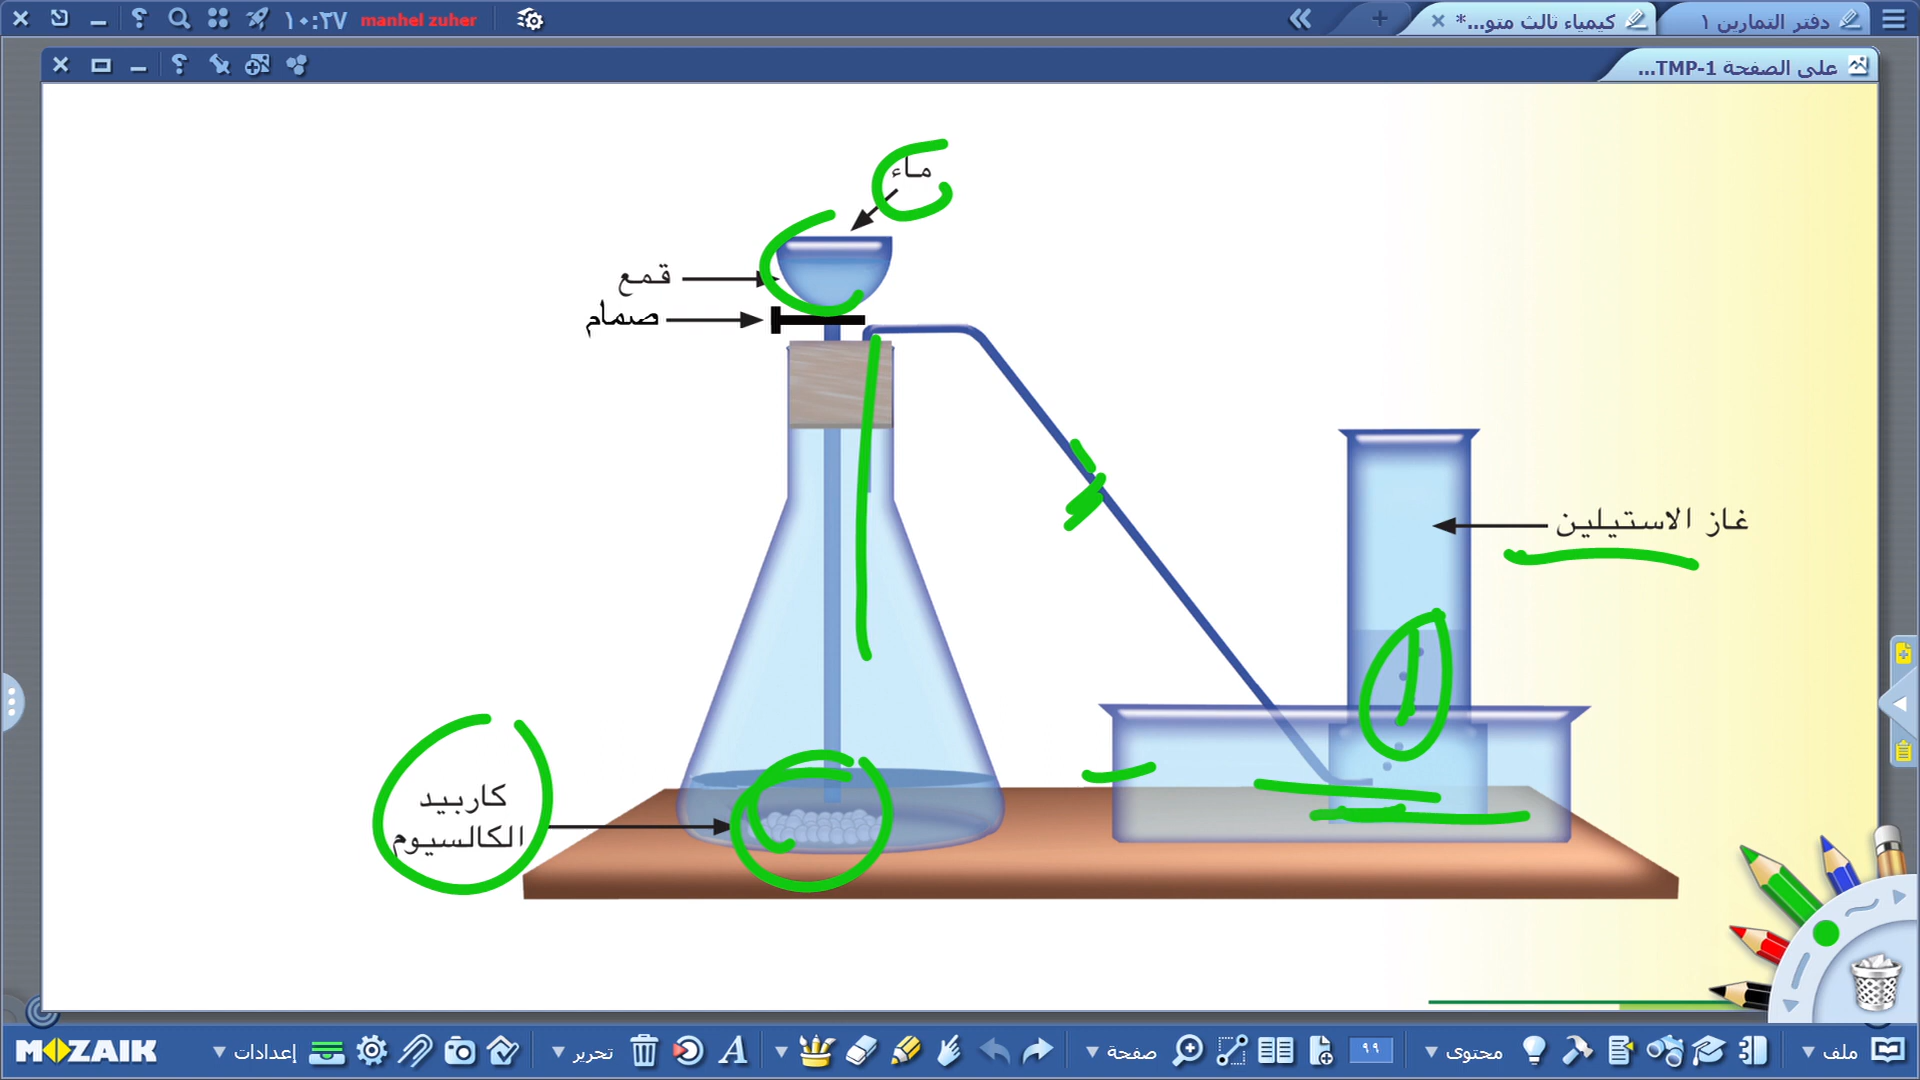 ١٠:٢٧
manhel zuher
كيمياء ثالث متو...*
دفتر التمارين ١
على الصفحة TMP-1...
ماء
قمع
صمام
غاز الاستيلين
كاربيد
الكالسيوم
MOZAIK
إعدادات
تحرير
صفحة
٩٩
محتوى
ملف